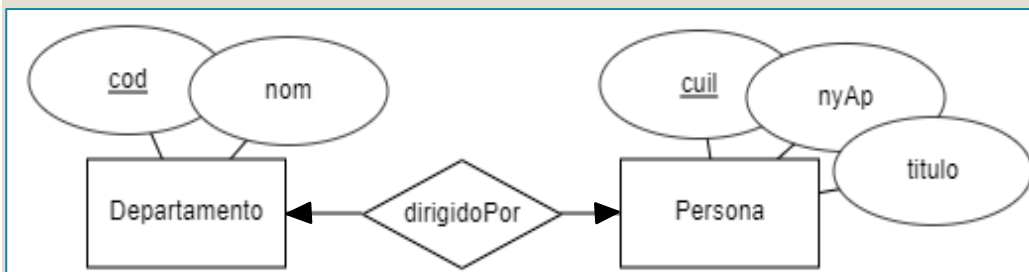 cod
nom
cuil
nyAp
titulo
Departamento
dirigidoPor
Persona